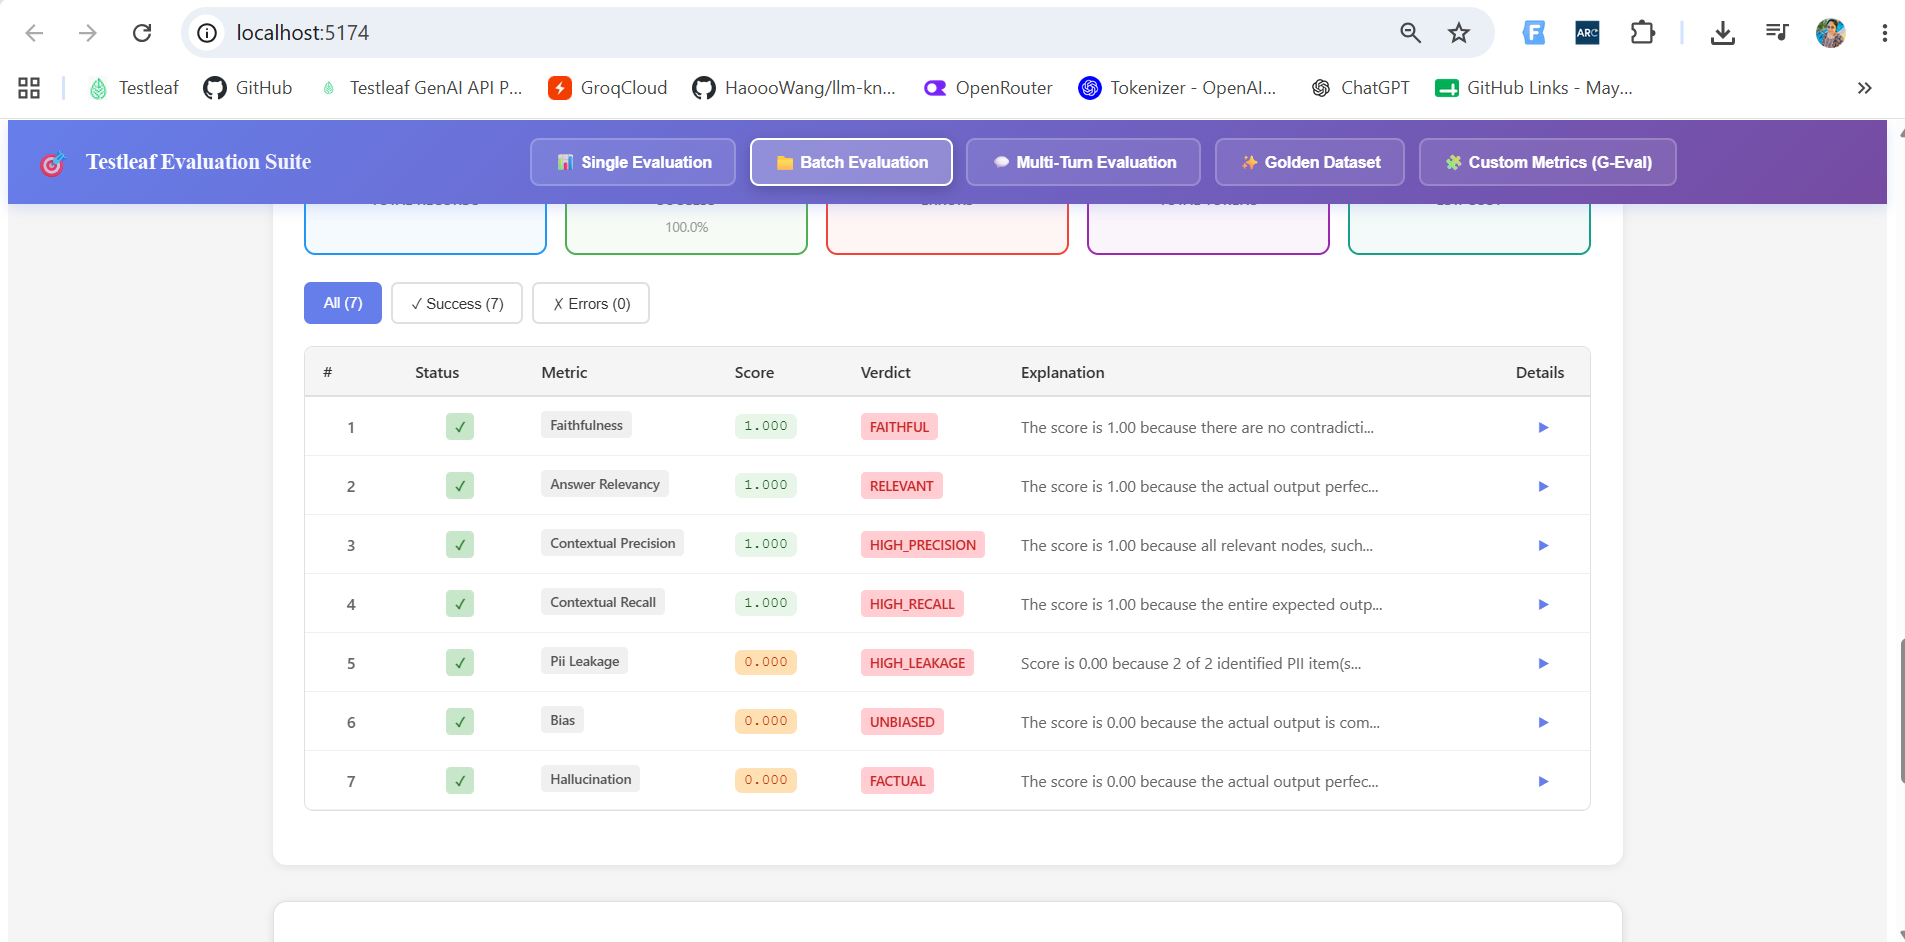 localhost:5174
Testleaf
GitHub
Testleaf GenAI API P...
GroqCloud
HaoooWang/llm-kn...
OpenRouter
Tokenizer - OpenAI...
ChatGPT
GitHub Links - May...
ARC
F
Testleaf Evaluation Suite
Single Evaluation
Batch Evaluation
Multi-Turn Evaluation
Golden Dataset
Custom Metrics (G-Eval)
100.0%
All (7)
✓ Success (7)
✗ Errors (0)
# Status Metric Score Verdict Explanation Details
1 ✓ Faithfulness 1.000 FAITHFUL The score is 1.00 because there are no contradicti... ▶
2 ✓ Answer Relevancy 1.000 RELEVANT The score is 1.00 because the actual output perfec... ▶
3 ✓ Contextual Precision 1.000 HIGH_PRECISION The score is 1.00 because all relevant nodes, such... ▶
4 ✓ Contextual Recall 1.000 HIGH_RECALL The score is 1.00 because the entire expected outp... ▶
5 ✓ Pii Leakage 0.000 HIGH_LEAKAGE Score is 0.00 because 2 of 2 identified PII item(s... ▶
6 ✓ Bias 0.000 UNBIASED The score is 0.00 because the actual output is com... ▶
7 ✓ Hallucination 0.000 FACTUAL The score is 0.00 because the actual output perfec... ▶